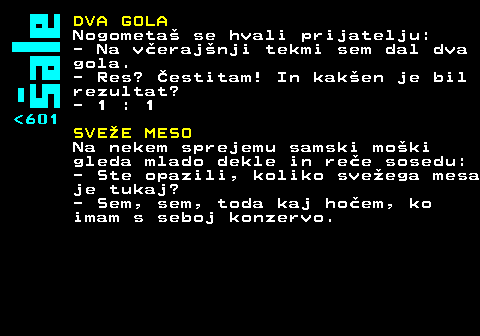 šale
<601
DVA GOLA
Nogometaš se hvali prijatelju:
- Na včerajšnji tekmi sem dal dva
gola.
- Res? Čestitam! In kakšen je bil
rezultat?
- 1 : 1
SVEŽE MESO
Na nekem sprejemu samski moški
gleda mlado dekle in reče sosedu:
- Ste opazili, koliko svežega mesa
je tukaj?
- Sem, sem, toda kaj hočem, ko
imam s seboj konzervo.